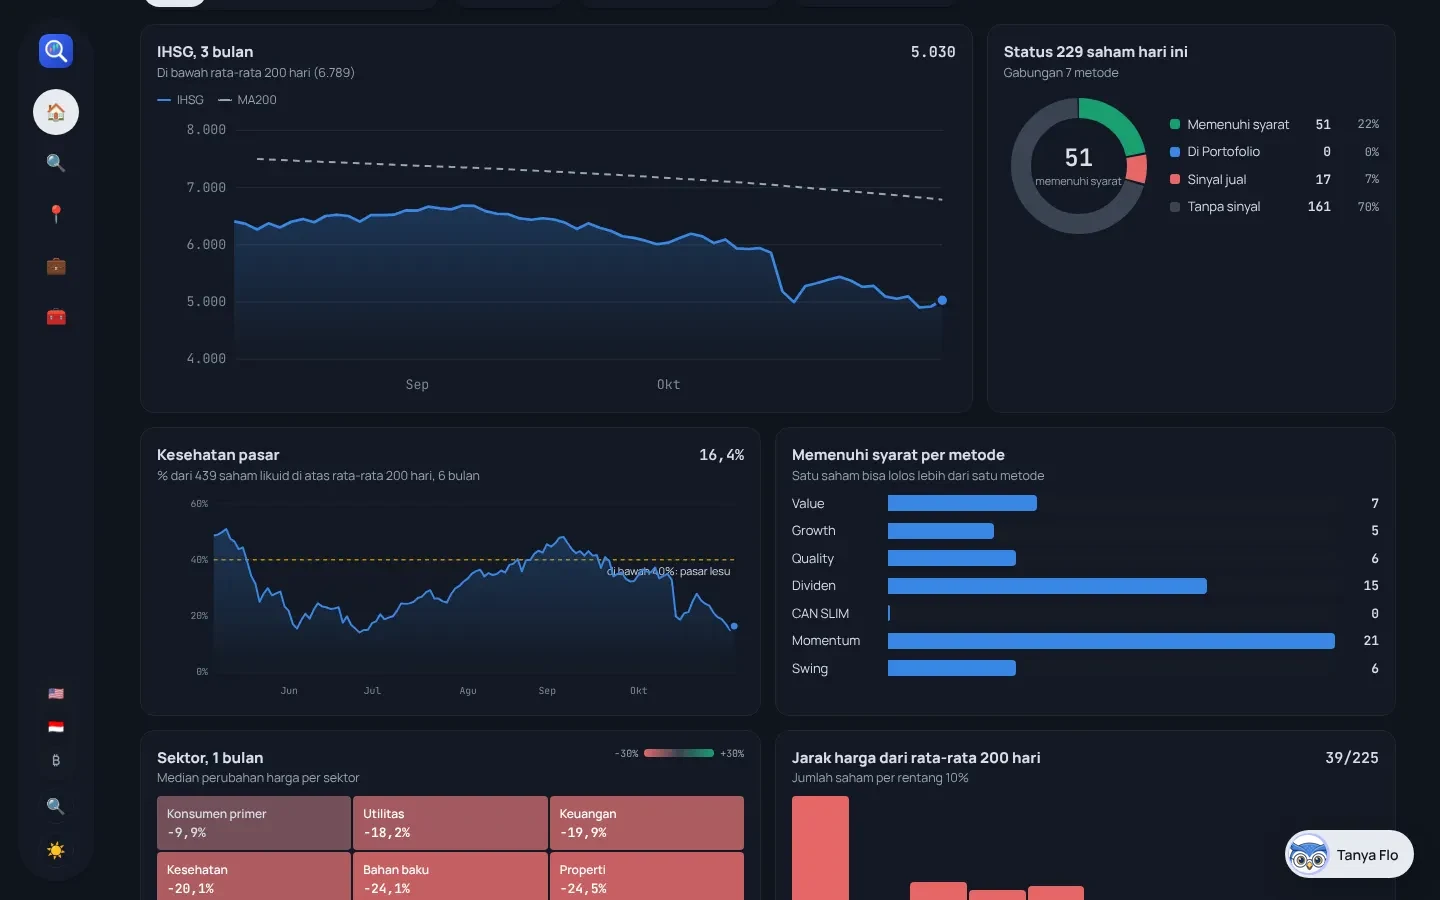 IHSG, 3 bulan
5.030
Di bawah rata-rata 200 hari (6.789)
IHSG
MA200
8.000
7.000
6.000
5.000
4.000
Sep
Okt
Status 229 saham hari ini
Gabungan 7 metode
51
memenuhi syarat
Memenuhi syarat 51 22%
Di Portofolio 0 0%
Sinyal jual 17 7%
Tanpa sinyal 161 70%
Kesehatan pasar
16,4%
% dari 439 saham likuid di atas rata-rata 200 hari, 6 bulan
60%
40%
di bawah 40%: pasar lesu
20%
0%
Jun
Jul
Agu
Sep
Okt
Memenuhi syarat per metode
Satu saham bisa lolos lebih dari satu metode
Value 7
Growth 5
Quality 6
Dividen 15
CAN SLIM 0
Momentum 21
Swing 6
Sektor, 1 bulan
-30%
+30%
Median perubahan harga per sektor
Konsumen primer
-9,9%
Utilitas
-18,2%
Keuangan
-19,9%
Kesehatan
-20,1%
Bahan baku
-24,1%
Properti
-24,5%
Jarak harga dari rata-rata 200 hari
39/225
Jumlah saham per rentang 10%
Tanya Flo
₿